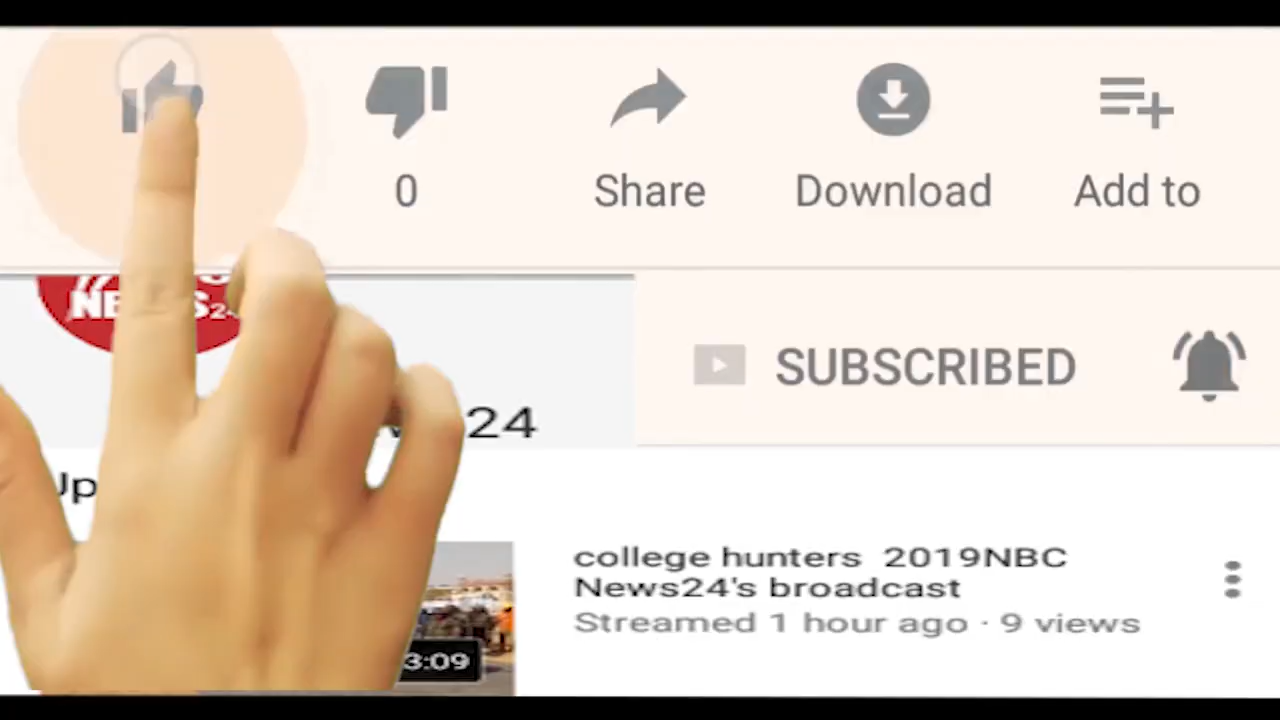 0
Share
Download
Add to
SUBSCRIBED
24
college hunters 2019NBC
News24's broadcast
Streamed 1 hour ago · 9 views
3:09